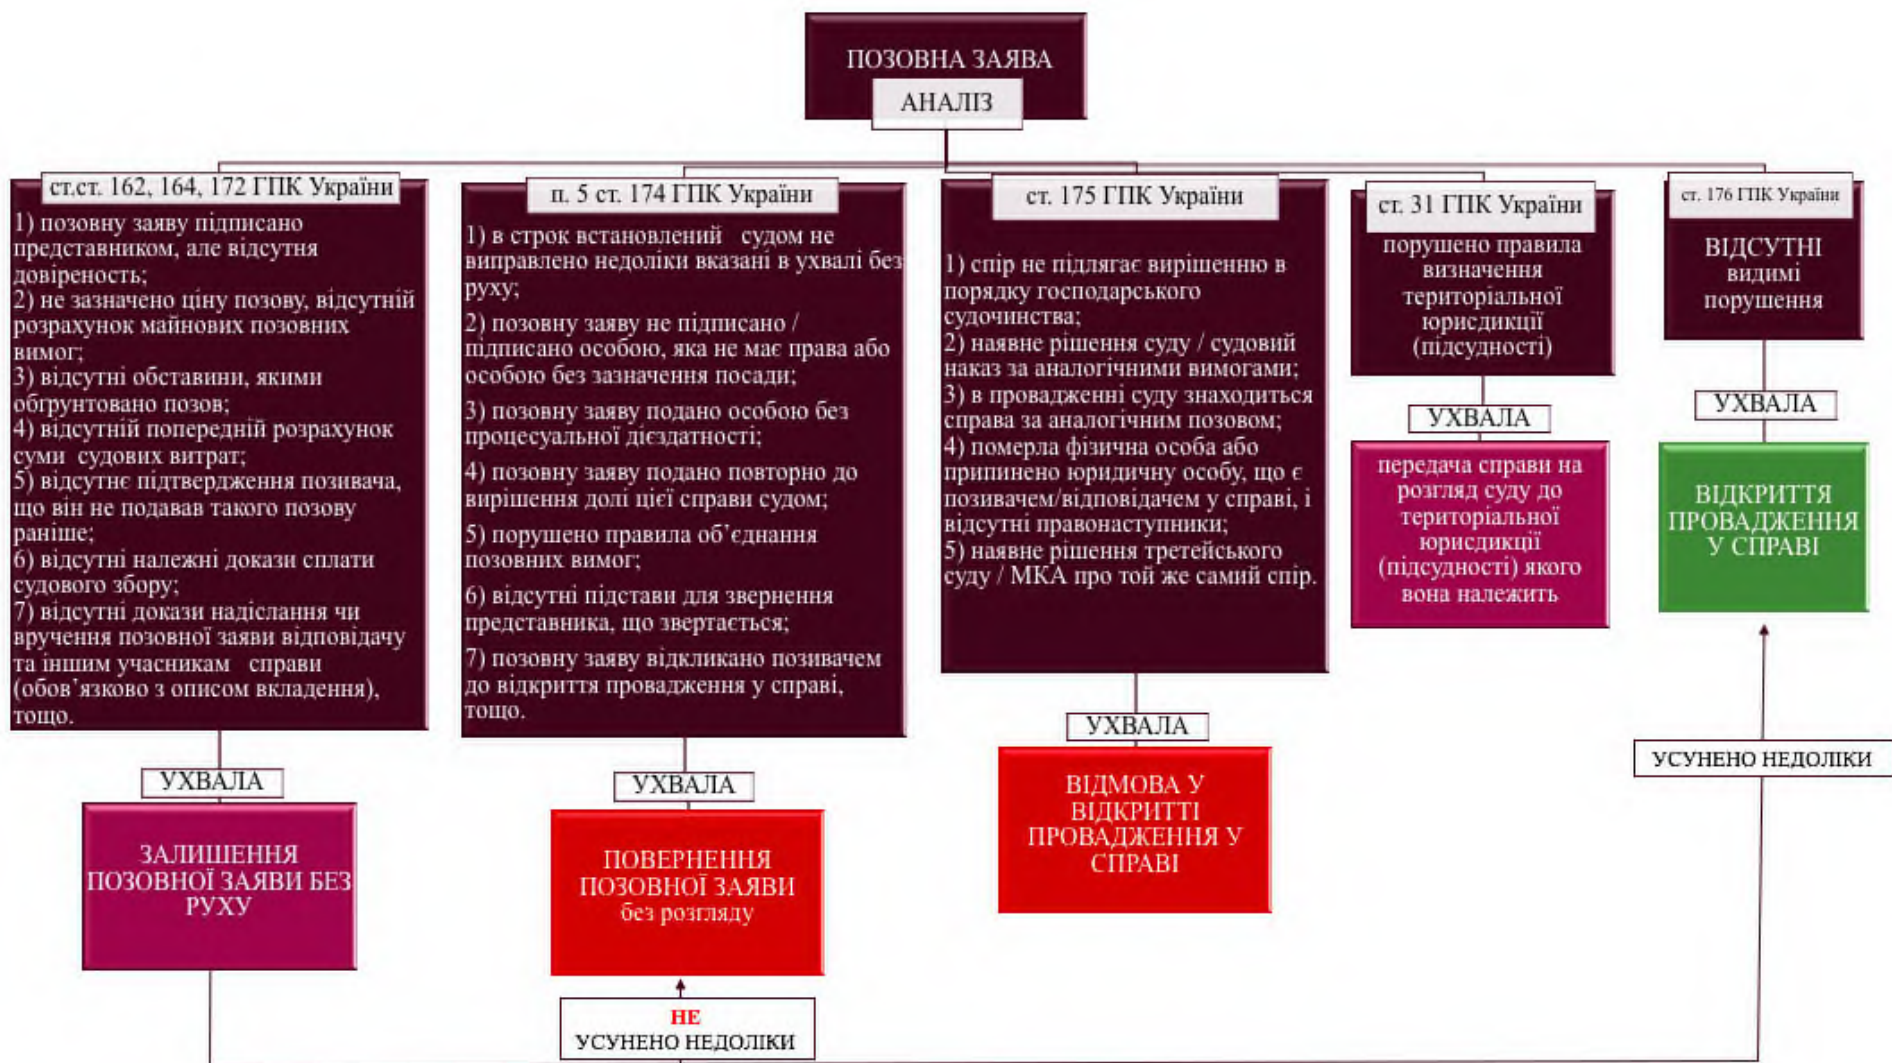 ПОЗОВНА ЗАЯВА
АНАЛІЗ
ст.ст. 162, 164, 172 ГПК України
1) позовну заяву підписано
представником, але відсутня
довіреность;
2) не зазначено ціну позову, відсутній
розрахунок майнових позовних
вимог;
3) відсутні обставини, якими
обґрунтовано позов;
4) відсутній попередній розрахунок
суми судових витрат;
5) відсутнє підтвердження позивача,
що він не подавав такого позову
раніше;
6) відсутні належні докази сплати
судового збору;
7) відсутні докази надіслання чи
вручення позовної заяви відповідачу
та іншим учасникам справи
(обов’язково з описом вкладення),
тощо.
УХВАЛА
ЗАЛИШЕННЯ
ПОЗОВНОЇ ЗАЯВИ БЕЗ
РУХУ
п. 5 ст. 174 ГПК України
1) в строк встановлений судом не
виправлено недоліки вказані в ухвалі без
руху;
2) позовну заяву не підписано /
підписано особою, яка не має права або
особою без зазначення посади;
3) позовну заяву подано особою без
процесуальної дієздатності;
4) позовну заяву подано повторно до
вирішення долі цієї справи судом;
5) порушено правила об’єднання
позовних вимог;
6) відсутні підстави для звернення
представника, що звертається;
7) позовну заяву відкликано позивачем
до відкриття провадження у справі,
тощо.
УХВАЛА
ПОВЕРНЕННЯ
ПОЗОВНОЇ ЗАЯВИ
без розгляду
НЕ
УСУНЕНО НЕДОЛІКИ
ст. 175 ГПК України
1) спір не підлягає вирішенню в
порядку господарського
судочинства;
2) наявне рішення суду / судовий
наказ за аналогічними вимогами;
3) в провадженні суду знаходиться
справа за аналогічним позовом;
4) померла фізична особа або
припинено юридичну особу, що є
позивачем/відповідачем у справі, і
відсутні правонаступники;
5) наявне рішення третейського
суду / МКА про той же самий спір.
УХВАЛА
ВІДМОВА У
ВІДКРИТТІ
ПРОВАДЖЕННЯ У
СПРАВІ
ст. 31 ГПК України
порушено правила
визначення
територіальної
юрисдикції
(підсудності)
УХВАЛА
передача справи на
розгляд суду до
територіальної
юрисдикції
(підсудності) якого
вона належить
ст. 176 ГПК України
ВІДСУТНІ
видимі
порушення
УХВАЛА
ВІДКРИТТЯ
ПРОВАДЖЕННЯ
У СПРАВІ
УСУНЕНО НЕДОЛІКИ